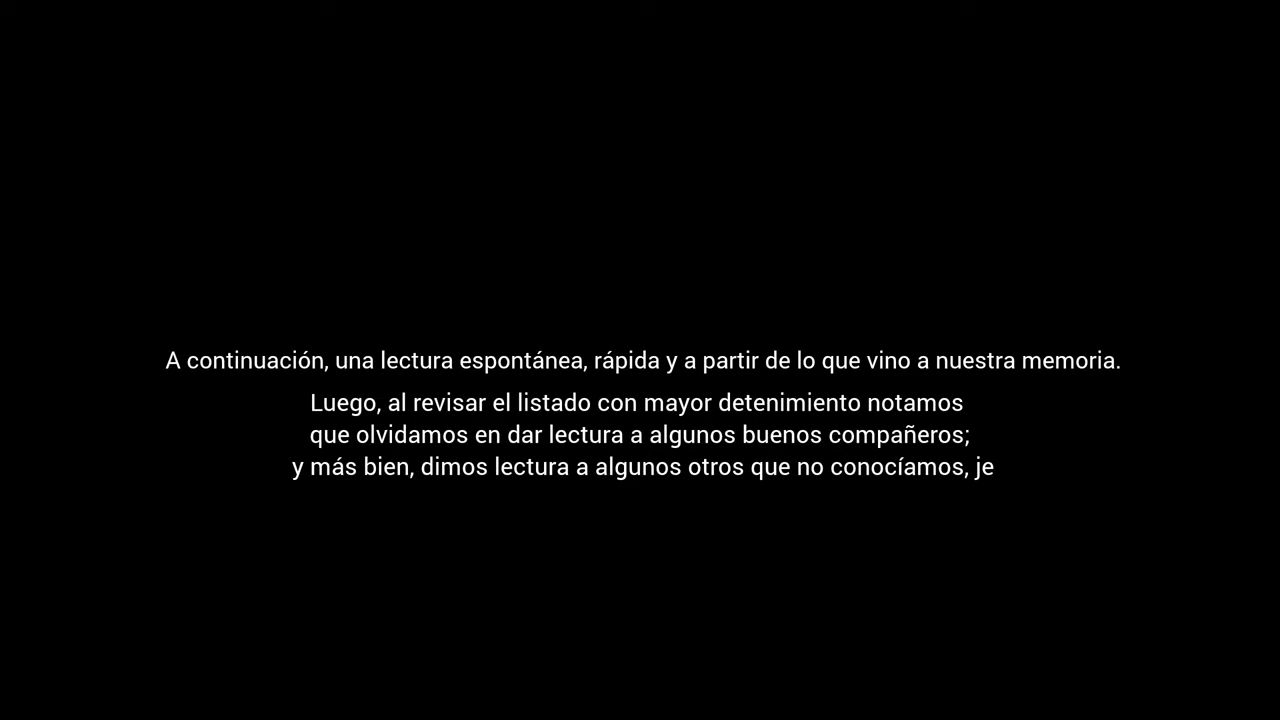 A continuación, una lectura espontánea, rápida y a partir de lo que vino a nuestra memoria.
Luego, al revisar el listado con mayor detenimiento notamos
que olvidamos en dar lectura a algunos buenos compañeros;
y más bien, dimos lectura a algunos otros que no conocíamos, je